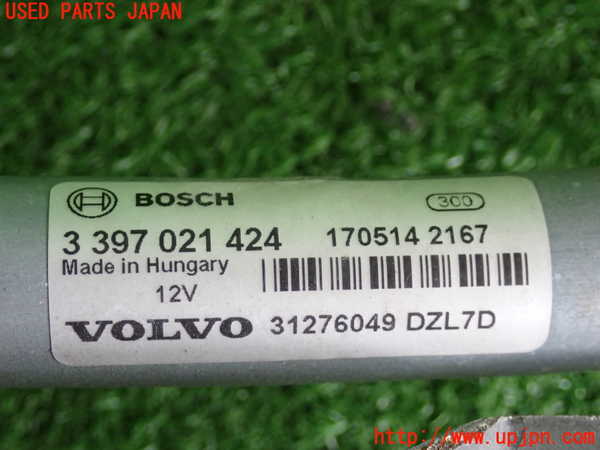 USED PARTS JAPAN
BOSCH
300
3 397 021 424
170514 2167
Made in Hungary
12V
VOLVO 31276049 DZL7D
http://www.upjpn.com